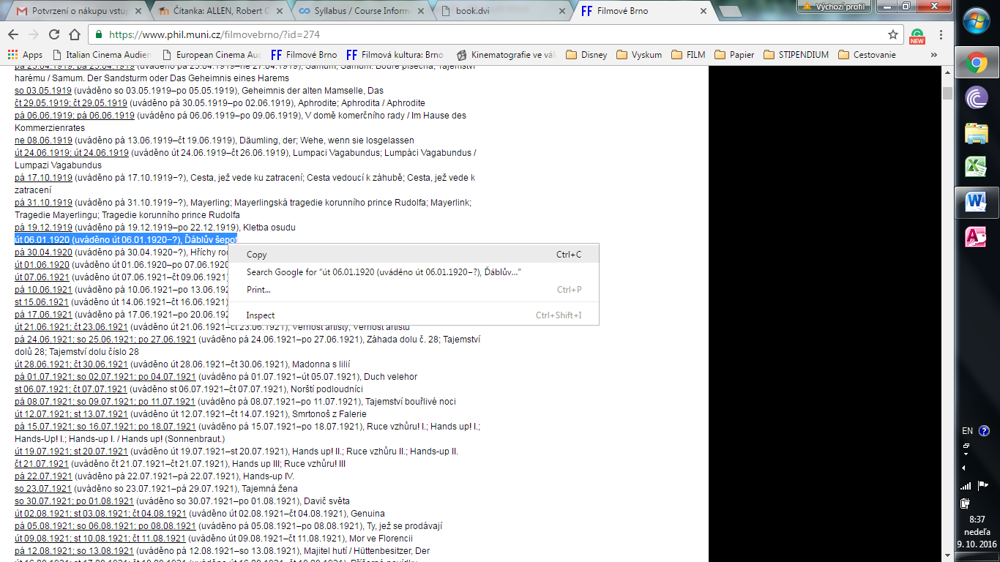 Potvrzení o nákupu vstup
Čítanka: ALLEN, Robert C
Syllabus / Course Inform
book.dvi
Filmové Brno
Výchozí profil
https://www.phil.muni.cz/filmovebrno/?id=274
NEW
Apps
Italian Cinema Audien
European Cinema Au
Filmové Brno
Filmová kultura: Brno
Kinematografie ve vá
Disney
Vyskum
FILM
Papier
STIPENDIUM
Cestovanie
»
pá 25.04.1919; pá 25.04.1919 (uváděno pá 25.04.1919–ne 27.04.1919), Samum; Samum. Bouře písečná; Tajemství
harému / Samum. Der Sandsturm oder Das Geheimnis eines Harems
so 03.05.1919 (uváděno so 03.05.1919–po 05.05.1919), Geheimnis der alten Mamselle, Das
čt 29.05.1919; čt 29.05.1919 (uváděno pá 30.05.1919–po 02.06.1919), Aphrodite; Aphrodita / Aphrodite
pá 06.06.1919; pá 06.06.1919 (uváděno pá 06.06.1919–po 09.06.1919), V domě komerčního rady / Im Hause des
Kommerzienrates
ne 08.06.1919 (uváděno pá 13.06.1919–čt 19.06.1919), Däumling, der; Wehe, wenn sie losgelassen
út 24.06.1919; út 24.06.1919 (uváděno út 24.06.1919–čt 26.06.1919), Lumpaci Vagabundus; Lumpáci Vagabundus /
Lumpazi Vagabundus
pá 17.10.1919 (uváděno pá 17.10.1919–?), Cesta, jež vede ku zatracení; Cesta vedoucí k záhubě; Cesta, jež vede k
zatracení
pá 31.10.1919 (uváděno pá 31.10.1919–?), Mayerling; Mayerlingská tragedie korunního prince Rudolfa; Mayerlink;
Tragedie Mayerlingu; Tragedie korunního prince Rudolfa
pá 19.12.1919 (uváděno pá 19.12.1919–po 22.12.1919), Kletba osudu
út 06.01.1920 (uváděno út 06.01.1920–?), Ďáblův šepot
pá 30.04.1920 (uváděno pá 30.04.1920–?), Hříchy
út 01.06.1920 (uváděno út 01.06.1920–po 07.06.192
út 07.06.1921 (uváděno út 07.06.1921–čt 09.06.1921)
pá 10.06.1921 (uváděno pá 10.06.1921–po 13.06.192
st 15.06.1921 (uváděno út 14.06.1921–čt 16.06.1921)
pá 17.06.1921 (uváděno pá 17.06.1921–po 20.06.192
út 21.06.1921; čt 23.06.1921 (uváděno út 21.06.1921–čt 23.06.1921), Věrnost artisty; Věrnost artistů
pá 24.06.1921; so 25.06.1921; po 27.06.1921 (uváděno pá 24.06.1921–po 27.06.1921), Záhada dolu č. 28; Tajemství
dolů 28; Tajemství dolu číslo 28
út 28.06.1921; čt 30.06.1921 (uváděno út 28.06.1921–čt 30.06.1921), Madonna s lilií
pá 01.07.1921; so 02.07.1921; po 04.07.1921 (uváděno pá 01.07.1921–út 05.07.1921), Duch velehor
st 06.07.1921; čt 07.07.1921 (uváděno st 06.07.1921–čt 07.07.1921), Norští podloudníci
pá 08.07.1921; so 09.07.1921; po 11.07.1921 (uváděno pá 08.07.1921–po 11.07.1921), Tajemství bouřlivé noci
út 12.07.1921; st 13.07.1921 (uváděno út 12.07.1921–čt 14.07.1921), Smrtonoš z Falerie
pá 15.07.1921; so 16.07.1921; po 18.07.1921 (uváděno pá 15.07.1921–po 18.07.1921), Ruce vzhůru! I.; Hands up! I.;
Hands-Up! I.; Hands-up I. / Hands up! (Sonnenbraut.)
út 19.07.1921; st 20.07.1921 (uváděno út 19.07.1921–st 20.07.1921), Hands up! II.; Ruce vzhůru II.; Hands-up II.
čt 21.07.1921 (uváděno čt 21.07.1921–čt 21.07.1921), Hands up III; Ruce vzhůru! III
pá 22.07.1921 (uváděno pá 22.07.1921–pá 22.07.1921), Hands-up IV.
so 23.07.1921 (uváděno so 23.07.1921–pá 29.07.1921), Tajemná žena
so 30.07.1921; po 01.08.1921 (uváděno so 30.07.1921–po 01.08.1921), Davič světa
út 02.08.1921; st 03.08.1921; čt 04.08.1921 (uváděno út 02.08.1921–čt 04.08.1921), Genuina
pá 05.08.1921; so 06.08.1921; po 08.08.1921 (uváděno pá 05.08.1921–po 08.08.1921), Ty, jež se prodávají
út 09.08.1921; st 10.08.1921; čt 11.08.1921 (uváděno út 09.08.1921–čt 11.08.1921), Mor ve Florencii
pá 12.08.1921; so 13.08.1921 (uváděno pá 12.08.1921–so 13.08.1921), Majitel hutí / Hüttenbesitzer, Der
Copy Ctrl+C
Search Google for “út 06.01.1920 (uváděno út 06.01.1920–?), Ďáblův...”
Print... Ctrl+P
Inspect Ctrl+Shift+I
EN
8:37
nedeľa
9. 10. 2016